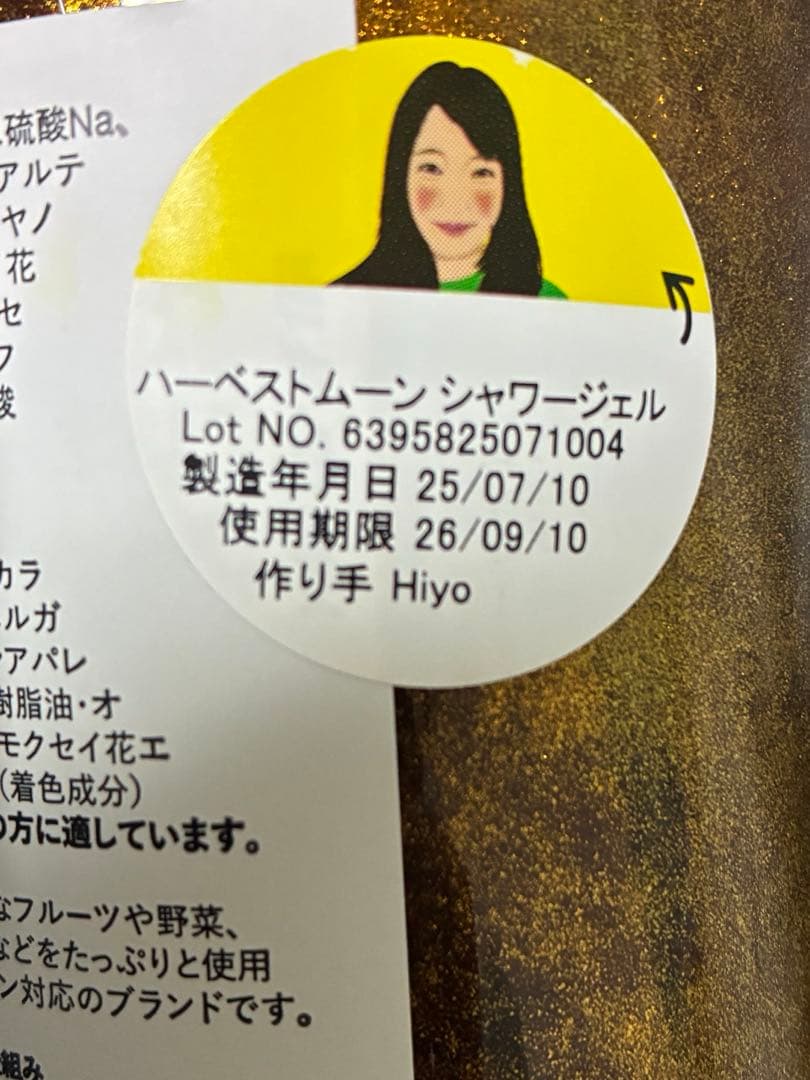 硫酸Na、
アルテ
ヤノ
花
セ
フ
酸
カラ
ルガ
アパレ
樹脂油・オ
モクセイ花エ
(着色成分)
の方に適しています。
なフルーツや野菜、
などをたっぷりと使用
ン対応のブランドです。
組み
ハーベストムーン シャワージェル
Lot NO. 6395825071004
製造年月日 25/07/10
使用期限 26/09/10
作り手 Hiyo